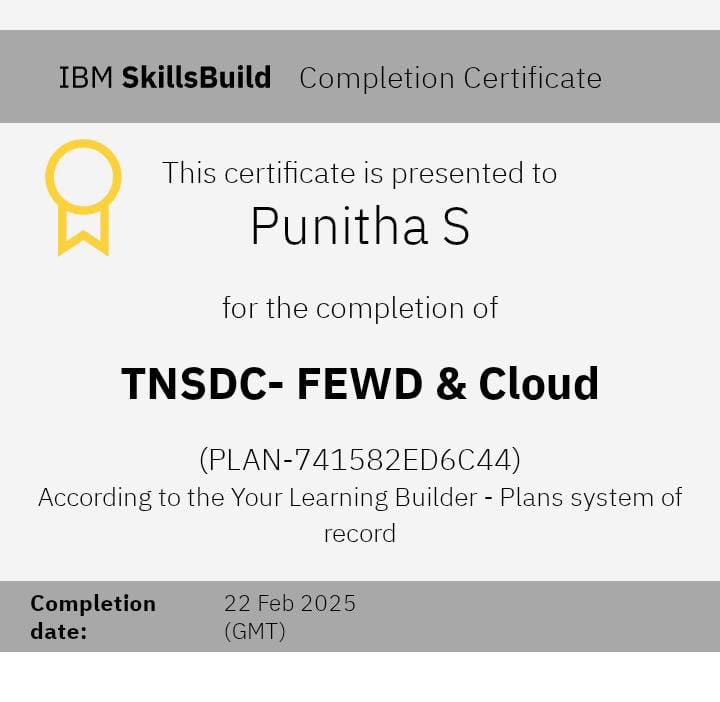 IBM SkillsBuild Completion Certificate
This certificate is presented to
Punitha S
for the completion of
TNSDC- FEWD & Cloud
(PLAN-741582ED6C44)
According to the Your Learning Builder - Plans system of
record
Completion date:
22 Feb 2025 (GMT)